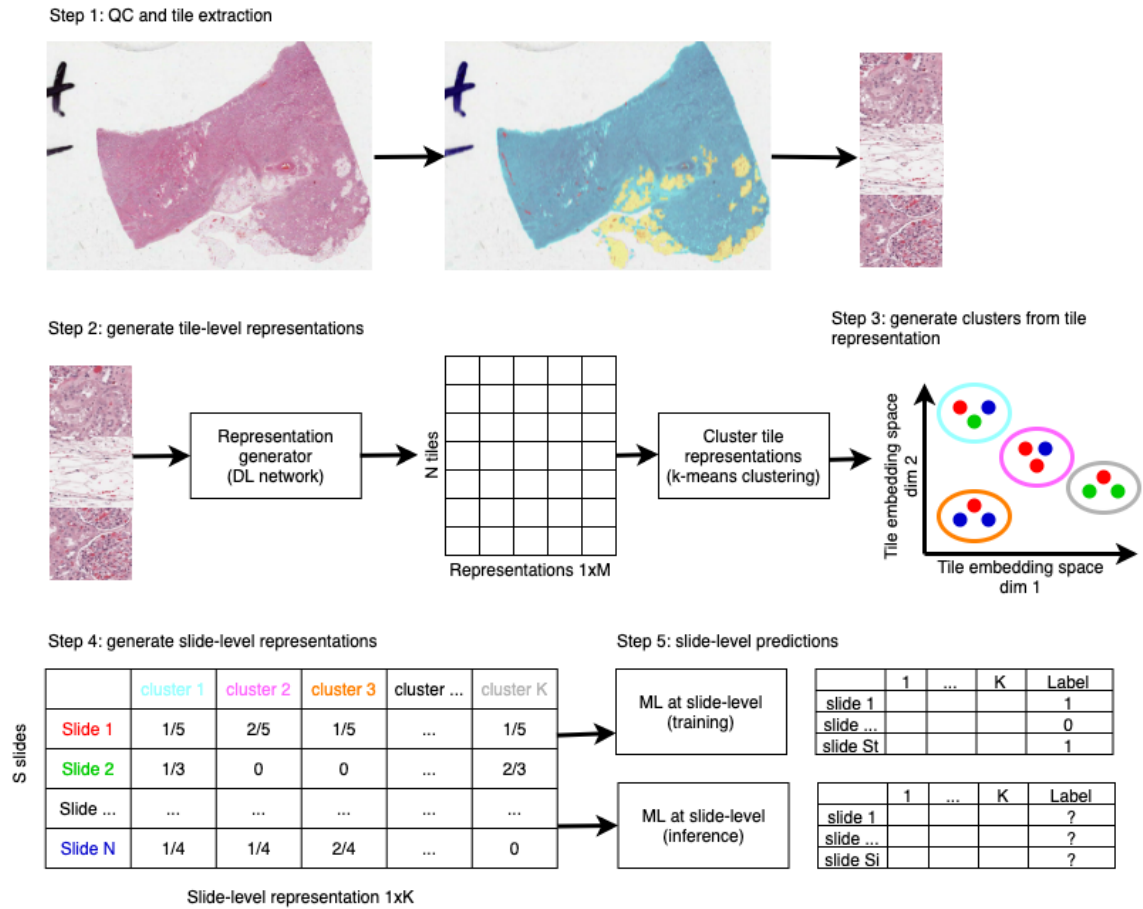 Step 1: QC and tile extraction
Step 2: generate tile-level representations
Step 3: generate clusters from tile
representation
Representation
generator
(DL network)
N tiles
Representations 1xM
Cluster tile
representations
(k-means clustering)
Tile embedding space
dim 2
Tile embedding space
dim 1
Step 4: generate slide-level representations
S slides
cluster 1 cluster 2 cluster 3 cluster ... cluster K
Slide 1 1/5 2/5 1/5 ... 1/5
Slide 2 1/3 0 0 ... 2/3
Slide ... ... ... ... ... ...
Slide N 1/4 1/4 2/4 ... 0
Slide-level representation 1xK
Step 5: slide-level predictions
ML at slide-level
(training)
1 ... K Label
slide 1 1
slide ... 0
slide St 1
ML at slide-level
(inference)
1 ... K Label
slide 1 ?
slide ... ?
slide Si ?